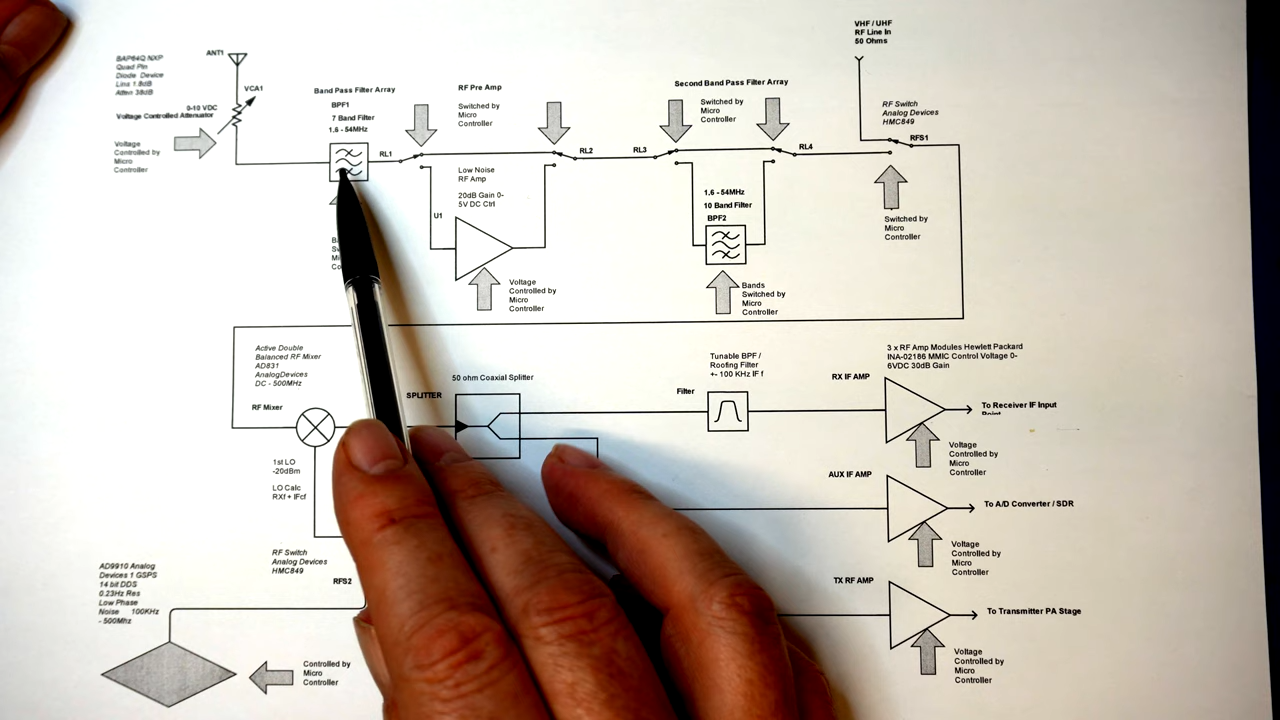 BAP64Q NXP
Quad Pin
Diode Device
Linx 1.8dB
Atten 38dB
ANT1
VCA1
0-10 VDC
Voltage Controlled Attenuator
Voltage
Controlled by
Micro
Controller
Band Pass Filter Array
BPF1
7 Band Filter
1.6 - 54MHz
RL1
RF Pre Amp
Switched by
Micro
Controller
Low Noise
RF Amp
20dB Gain 0-
5V DC Ctrl
U1
Voltage
Controlled by
Micro
Controller
RL2
RL3
Second Band Pass Filter Array
Switched by
Micro
Controller
1.6 - 54MHz
10 Band Filter
BPF2
Bands
Switched by
Micro
Controller
RL4
VHF / UHF
RF Line In
50 Ohms
RF Switch
Analog Devices
HMC849
RFS1
Switched by
Micro
Controller
Active Double
Balanced RF Mixer
AD831
AnalogDevices
DC - 500MHz
RF Mixer
1st LO
-20dBm
LO Calc
RXf + IFcf
50 ohm Coaxial Splitter
SPLITTER
Tunable BPF /
Roofing Filter
+- 100 KHz IF f
Filter
3 x RF Amp Modules Hewlett Packard
INA-02186 MMIC Control Voltage 0-
6VDC 30dB Gain
RX IF AMP
To Receiver IF Input
Point
Voltage
Controlled by
Micro
Controller
AUX IF AMP
To A/D Converter / SDR
Voltage
Controlled by
Micro
Controller
TX RF AMP
To Transmitter PA Stage
Voltage
Controlled by
Micro
Controller
RF Switch
Analog Devices
HMC849
RFS2
AD9910 Analog
Devices 1 GSPS
14 bit DDS
0.23Hz Res
Low Phase
Noise 100KHz
- 500Mhz
Controlled by
Micro
Controller